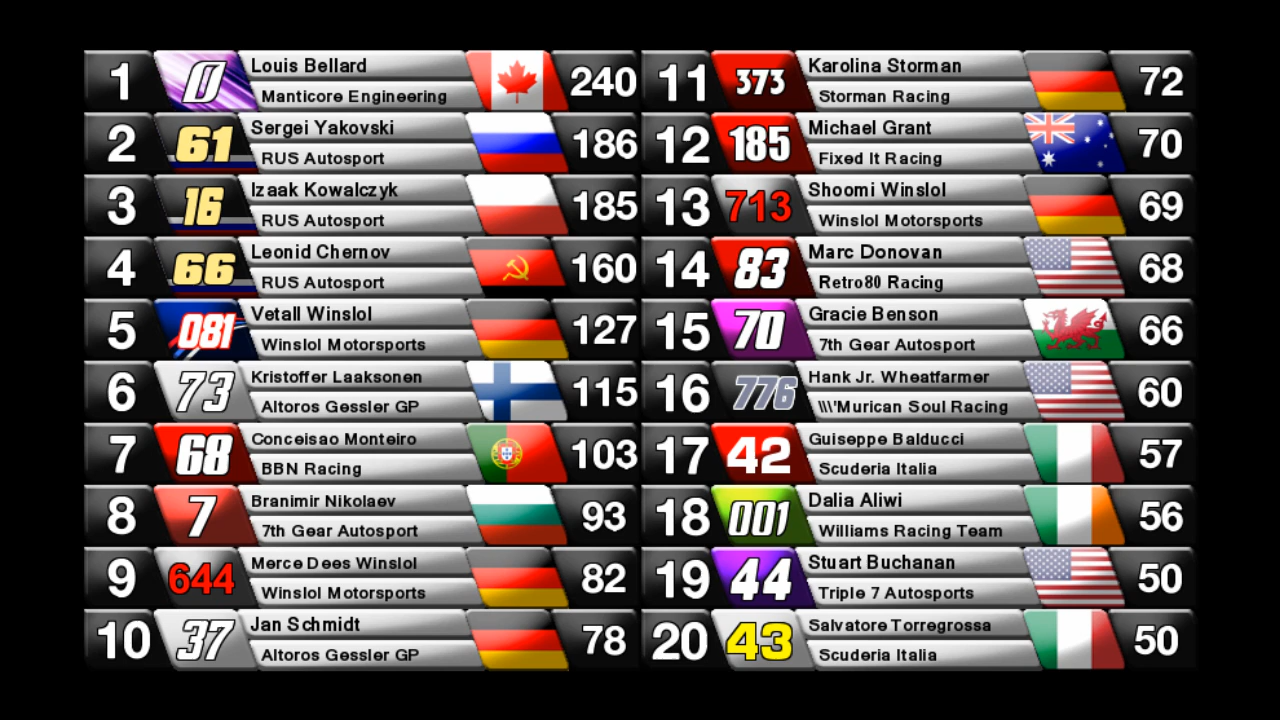 1 0 Louis Bellard 240
Manticore Engineering
2 61 Sergei Yakovski 186
RUS Autosport
3 16 Izaak Kowalczyk 185
RUS Autosport
4 66 Leonid Chernov 160
RUS Autosport
5 081 Vetall Winslol 127
Winslol Motorsports
6 73 Kristoffer Laaksonen 115
Altoros Gessler GP
7 68 Conceisao Monteiro 103
BBN Racing
8 7 Branimir Nikolaev 93
7th Gear Autosport
9 644 Merce Dees Winslol 82
Winslol Motorsports
10 37 Jan Schmidt 78
Altoros Gessler GP
11 373 Karolina Storman 72
Storman Racing
12 185 Michael Grant 70
Fixed It Racing
13 713 Shoomi Winslol 69
Winslol Motorsports
14 83 Marc Donovan 68
Retro80 Racing
15 70 Gracie Benson 66
7th Gear Autosport
16 776 Hank Jr. Wheatfarmer 60
\\\'Murican Soul Racing
17 42 Guiseppe Balducci 57
Scuderia Italia
18 001 Dalia Aliwi 56
Williams Racing Team
19 44 Stuart Buchanan 50
Triple 7 Autosports
20 43 Salvatore Torregrossa 50
Scuderia Italia